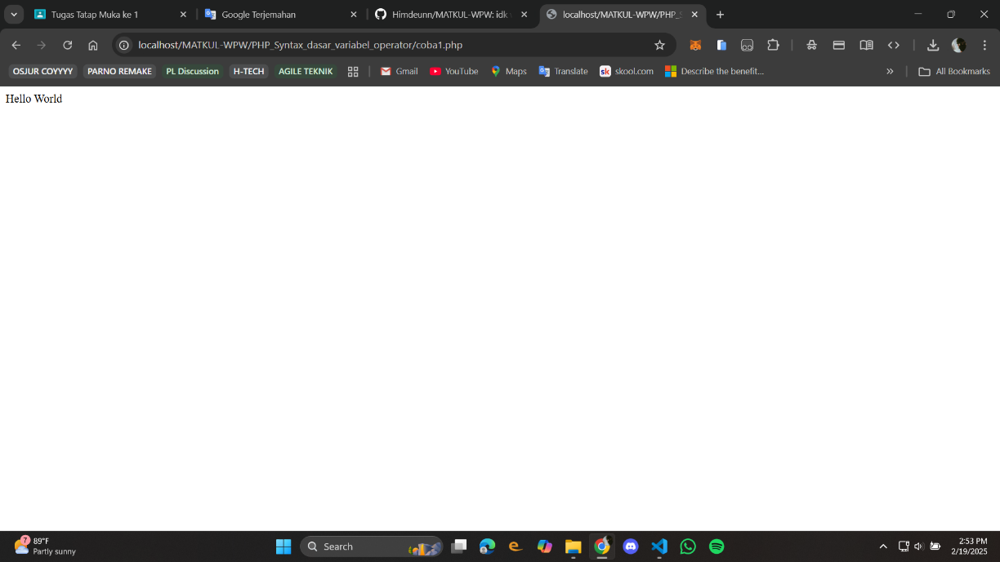 Tugas Tatap Muka ke 1
Google Terjemahan
Himdeunn/MATKUL-WPW: idk
localhost/MATKUL-WPW/PHP_S
localhost/MATKUL-WPW/PHP_Syntax_dasar_variabel_operator/coba1.php
OSJUR COYYYY
PARNO REMAKE
PL Discussion
H-TECH
AGILE TEKNIK
Gmail
YouTube
Maps
Translate
sk skool.com
Describe the benefit...
All Bookmarks
Hello World
7
89°F
Partly sunny
Search
2:53 PM
2/19/2025